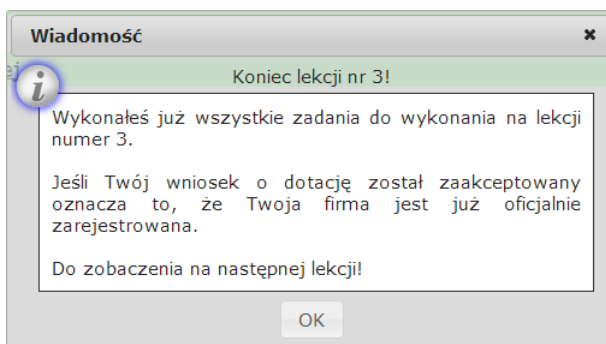 Wiadomość
Koniec lekcji nr 3!
Wykonałeś już wszystkie zadania do wykonania na lekcji
numer 3.
Jeśli Twój wniosek o dotację został zaakceptowany
oznacza to, że Twoja firma jest już oficjalnie
zarejestrowana.
Do zobaczenia na następnej lekcji!
OK